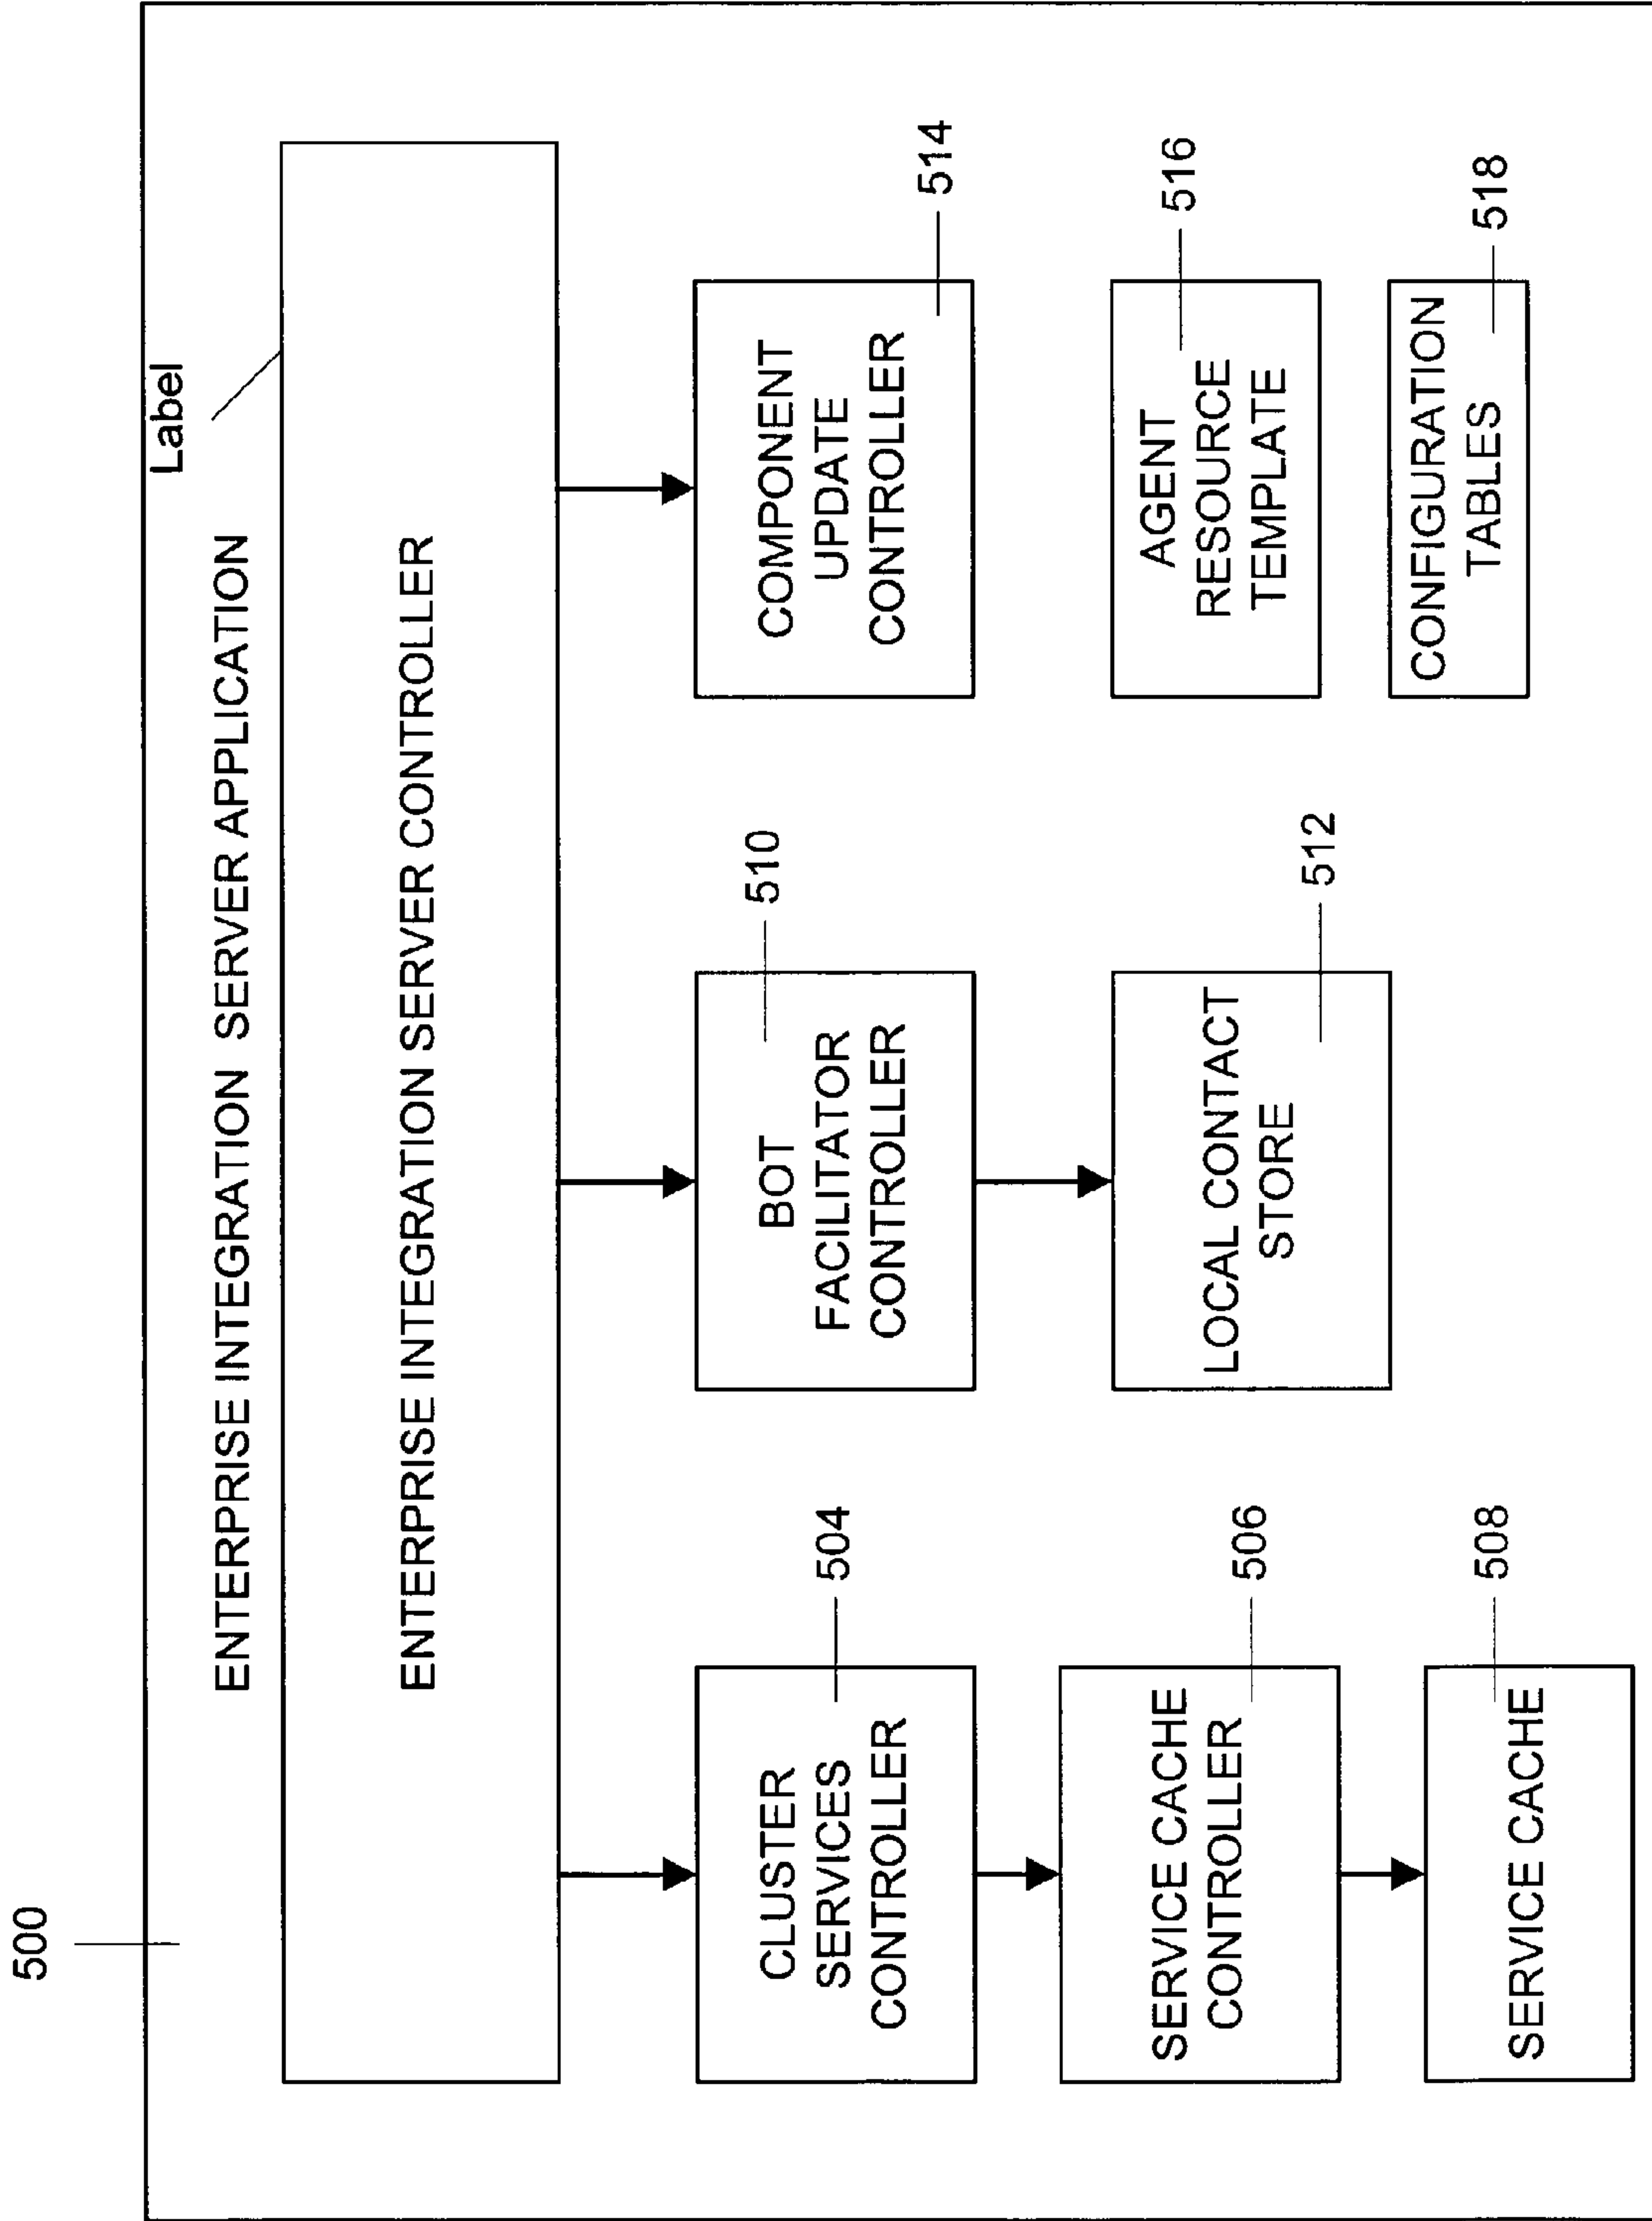 500
Label
ENTERPRISE INTEGRATION SERVER APPLICATION
ENTERPRISE INTEGRATION SERVER CONTROLLER
CLUSTER
SERVICES
CONTROLLER
504
SERVICE CACHE
CONTROLLER
506
SERVICE CACHE
508
BOT
FACILITATOR
CONTROLLER
510
LOCAL CONTACT
STORE
512
COMPONENT
UPDATE
CONTROLLER
514
AGENT
RESOURCE
TEMPLATE
516
CONFIGURATION
TABLES
518